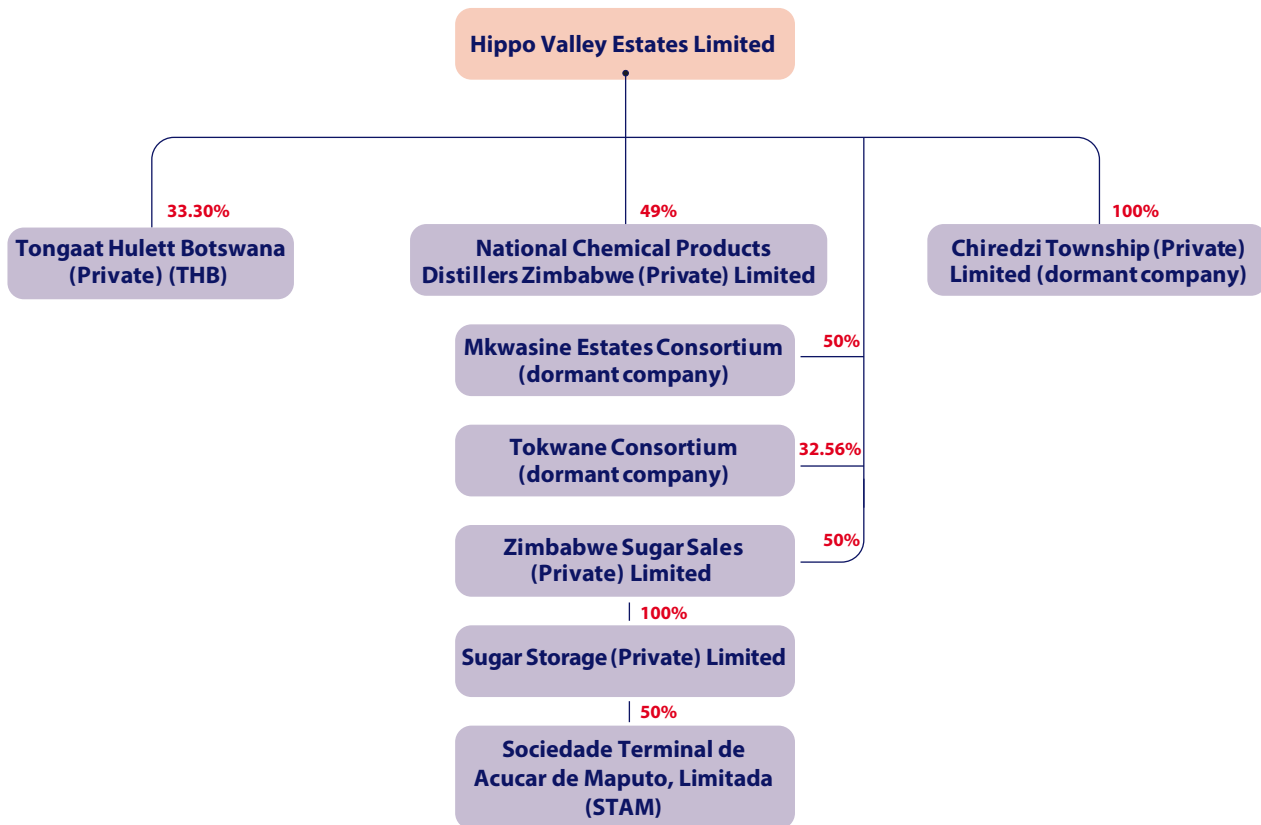 Hippo Valley Estates Limited
33.30%
Tongaat Hulett Botswana
(Private) (THB)
49%
National Chemical Products
Distillers Zimbabwe (Private) Limited
100%
Chiredzi Township (Private)
Limited (dormant company)
Mkwasine Estates Consortium
(dormant company)
50%
Tokwane Consortium
(dormant company)
32.56%
Zimbabwe Sugar Sales
(Private) Limited
50%
100%
Sugar Storage (Private) Limited
50%
Sociedade Terminal de
Acucar de Maputo, Limitada
(STAM)